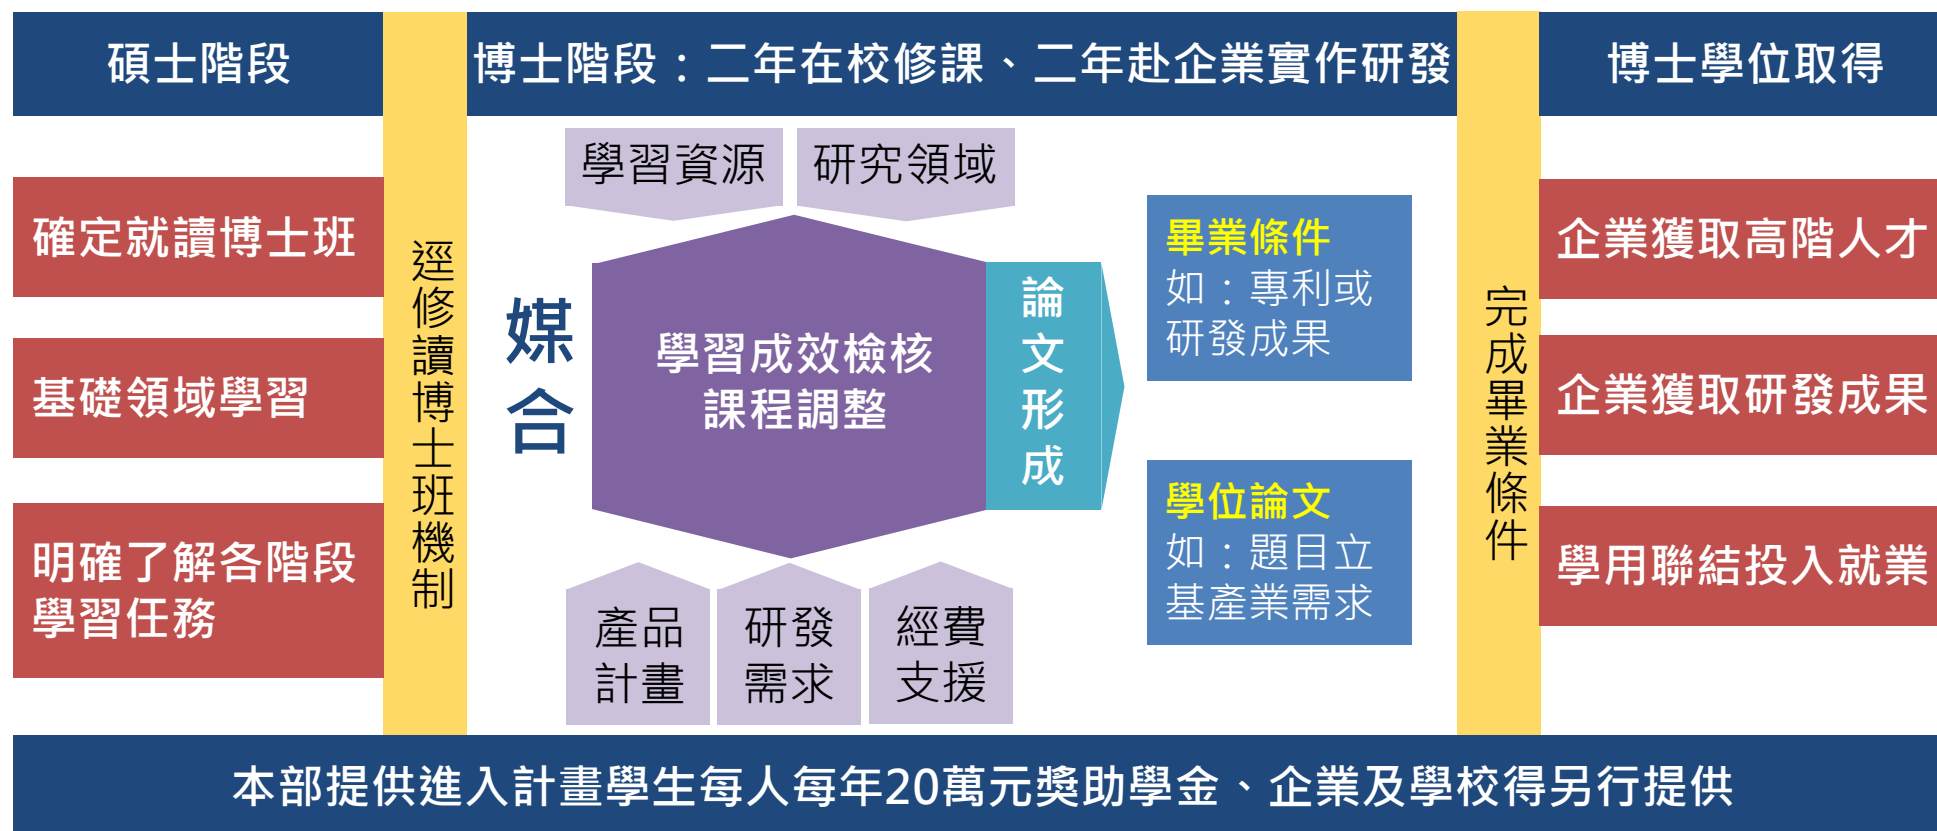 碩士階段
博士階段：二年在校修課、二年赴企業實作研發
博士學位取得
確定就讀博士班
基礎領域學習
明確了解各階段
學習任務
逕修讀博士班機制
學習資源
研究領域
媒合
學習成效檢核
課程調整
論文形成
產品
計畫
研發
需求
經費
支援
畢業條件
如：專利或
研發成果
學位論文
如：題目立
基產業需求
完成畢業條件
企業獲取高階人才
企業獲取研發成果
學用聯結投入就業
本部提供進入計畫學生每人每年20萬元獎助學金、企業及學校得另行提供